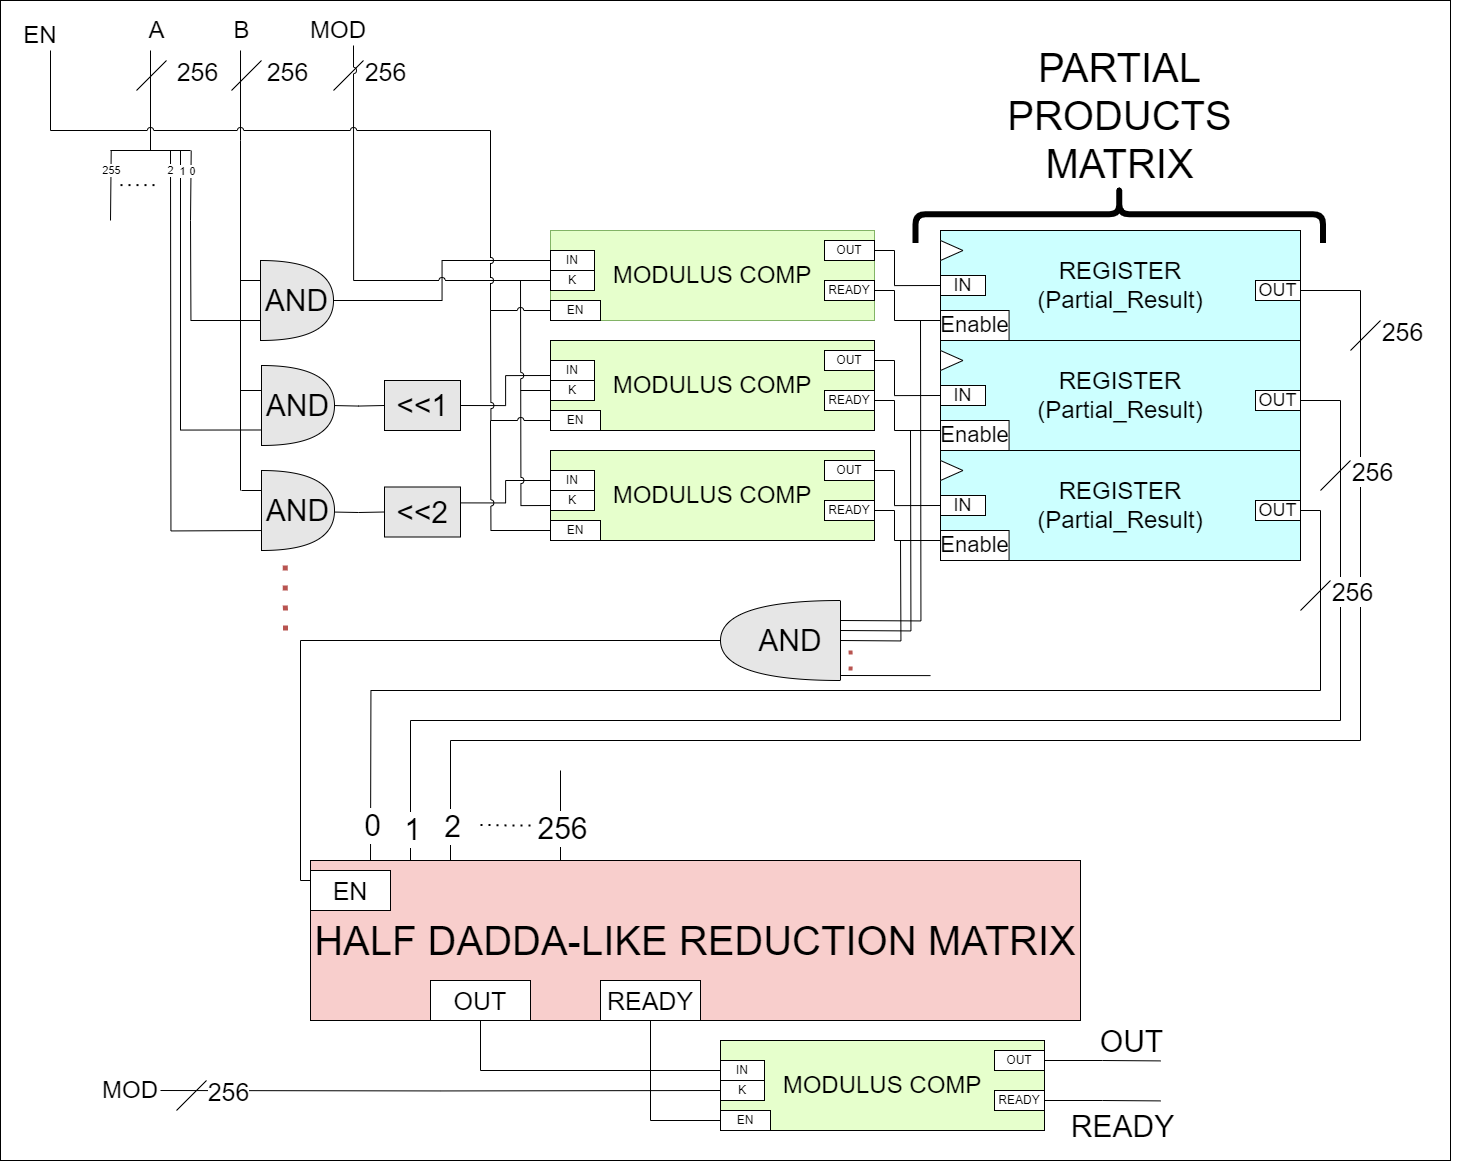 EN
A
B
MOD
256
256
256
PARTIAL
PRODUCTS
MATRIX
255
2
1
0
.....
AND
IN
K
EN
MODULUS COMP
OUT
READY
IN
Enable
REGISTER
(Partial_Result)
OUT
256
AND
<<1
IN
K
EN
MODULUS COMP
OUT
READY
IN
Enable
REGISTER
(Partial_Result)
OUT
256
AND
<<2
IN
K
EN
MODULUS COMP
OUT
READY
IN
Enable
REGISTER
(Partial_Result)
OUT
256
AND
0
1
2
.......
256
EN
HALF DADDA-LIKE REDUCTION MATRIX
OUT
READY
MOD
256
IN
K
EN
MODULUS COMP
OUT
READY
OUT
READY